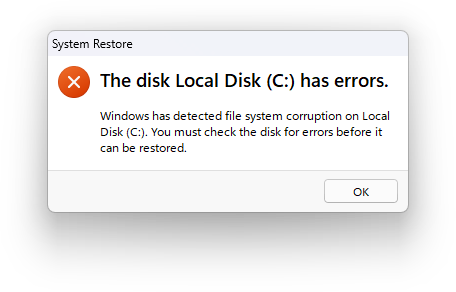 System Restore
The disk Local Disk (C:) has errors.
Windows has detected file system corruption on Local
Disk (C:). You must check the disk for errors before it
can be restored.
OK